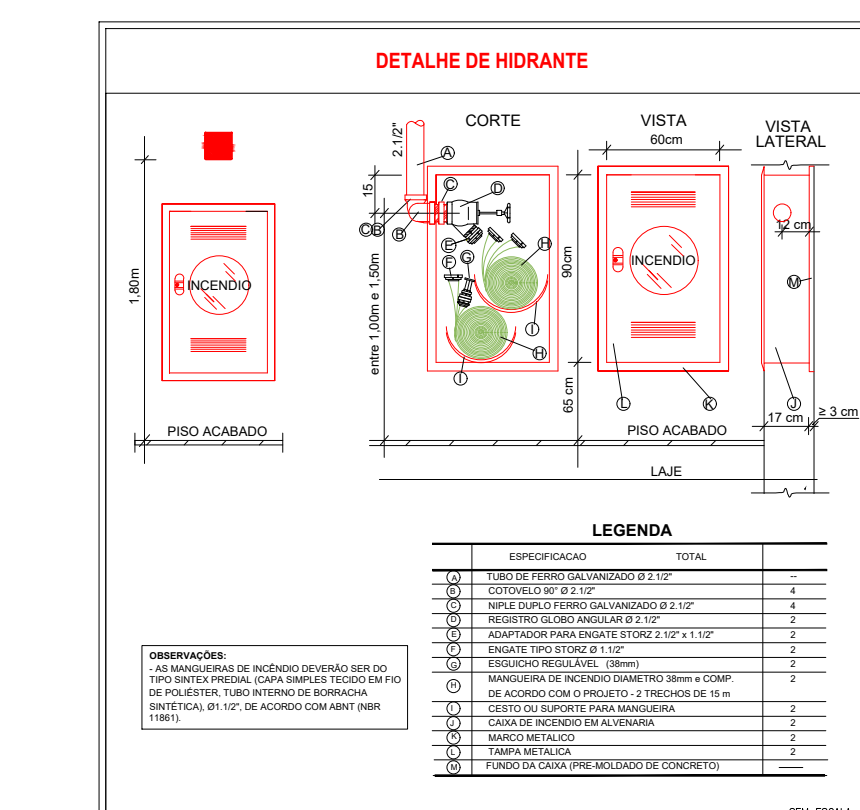 DETALHE DE HIDRANTE
CORTE
VISTA
60cm
VISTA
LATERAL
2.1/2"
A
C
D
15
C
B
B
E
F
G
H
H
I
I
12 cm
1,80m
INCENDIO
entre 1,00m e 1,50m
90cm
INCENDIO
M
65 cm
L
K
J
17 cm
≥ 3 cm
PISO ACABADO
PISO ACABADO
LAJE
LEGENDA
ESPECIFICACAO TOTAL
A TUBO DE FERRO GALVANIZADO Ø 2.1/2" --
B COTOVELO 90° Ø 2.1/2" 4
C NIPLE DUPLO FERRO GALVANIZADO Ø 2.1/2" 4
D REGISTRO GLOBO ANGULAR Ø 2.1/2" 2
E ADAPTADOR PARA ENGATE STORZ 2.1/2" x 1.1/2" 2
F ENGATE TIPO STORZ Ø 1.1/2" 2
G ESGUICHO REGULÁVEL (38mm) 2
H MANGUEIRA DE INCENDIO DIAMETRO 38mm e COMP. 2
DE ACORDO COM O PROJETO - 2 TRECHOS DE 15 m
I CESTO OU SUPORTE PARA MANGUEIRA 2
J CAIXA DE INCENDIO EM ALVENARIA 2
K MARCO METALICO 2
L TAMPA METALICA 2
M FUNDO DA CAIXA (PRE-MOLDADO DE CONCRETO) ——
OBSERVAÇÕES:
- AS MANGUEIRAS DE INCÊNDIO DEVERÃO SER DO
TIPO SINTEX PREDIAL (CAPA SIMPLES TECIDO EM FIO
DE POLIÉSTER, TUBO INTERNO DE BORRACHA
SINTÉTICA), Ø1.1/2", DE ACORDO COM ABNT (NBR
11861).